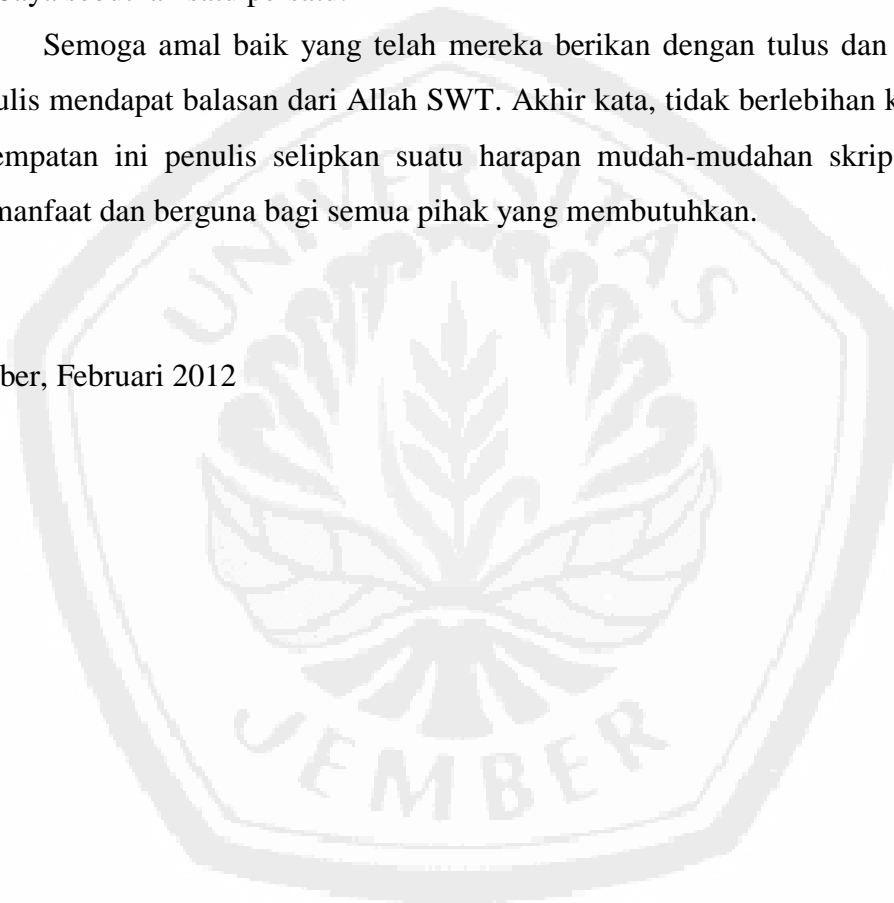 Semoga amal baik yang telah mereka berikan dengan tulus dan
ulis mendapat balasan dari Allah SWT. Akhir kata, tidak berlebihan k
empatan ini penulis selipkan suatu harapan mudah-mudahan skrip
manfaat dan berguna bagi semua pihak yang membutuhkan.
UNIVERSITAS
ber, Februari 2012
JEMBER